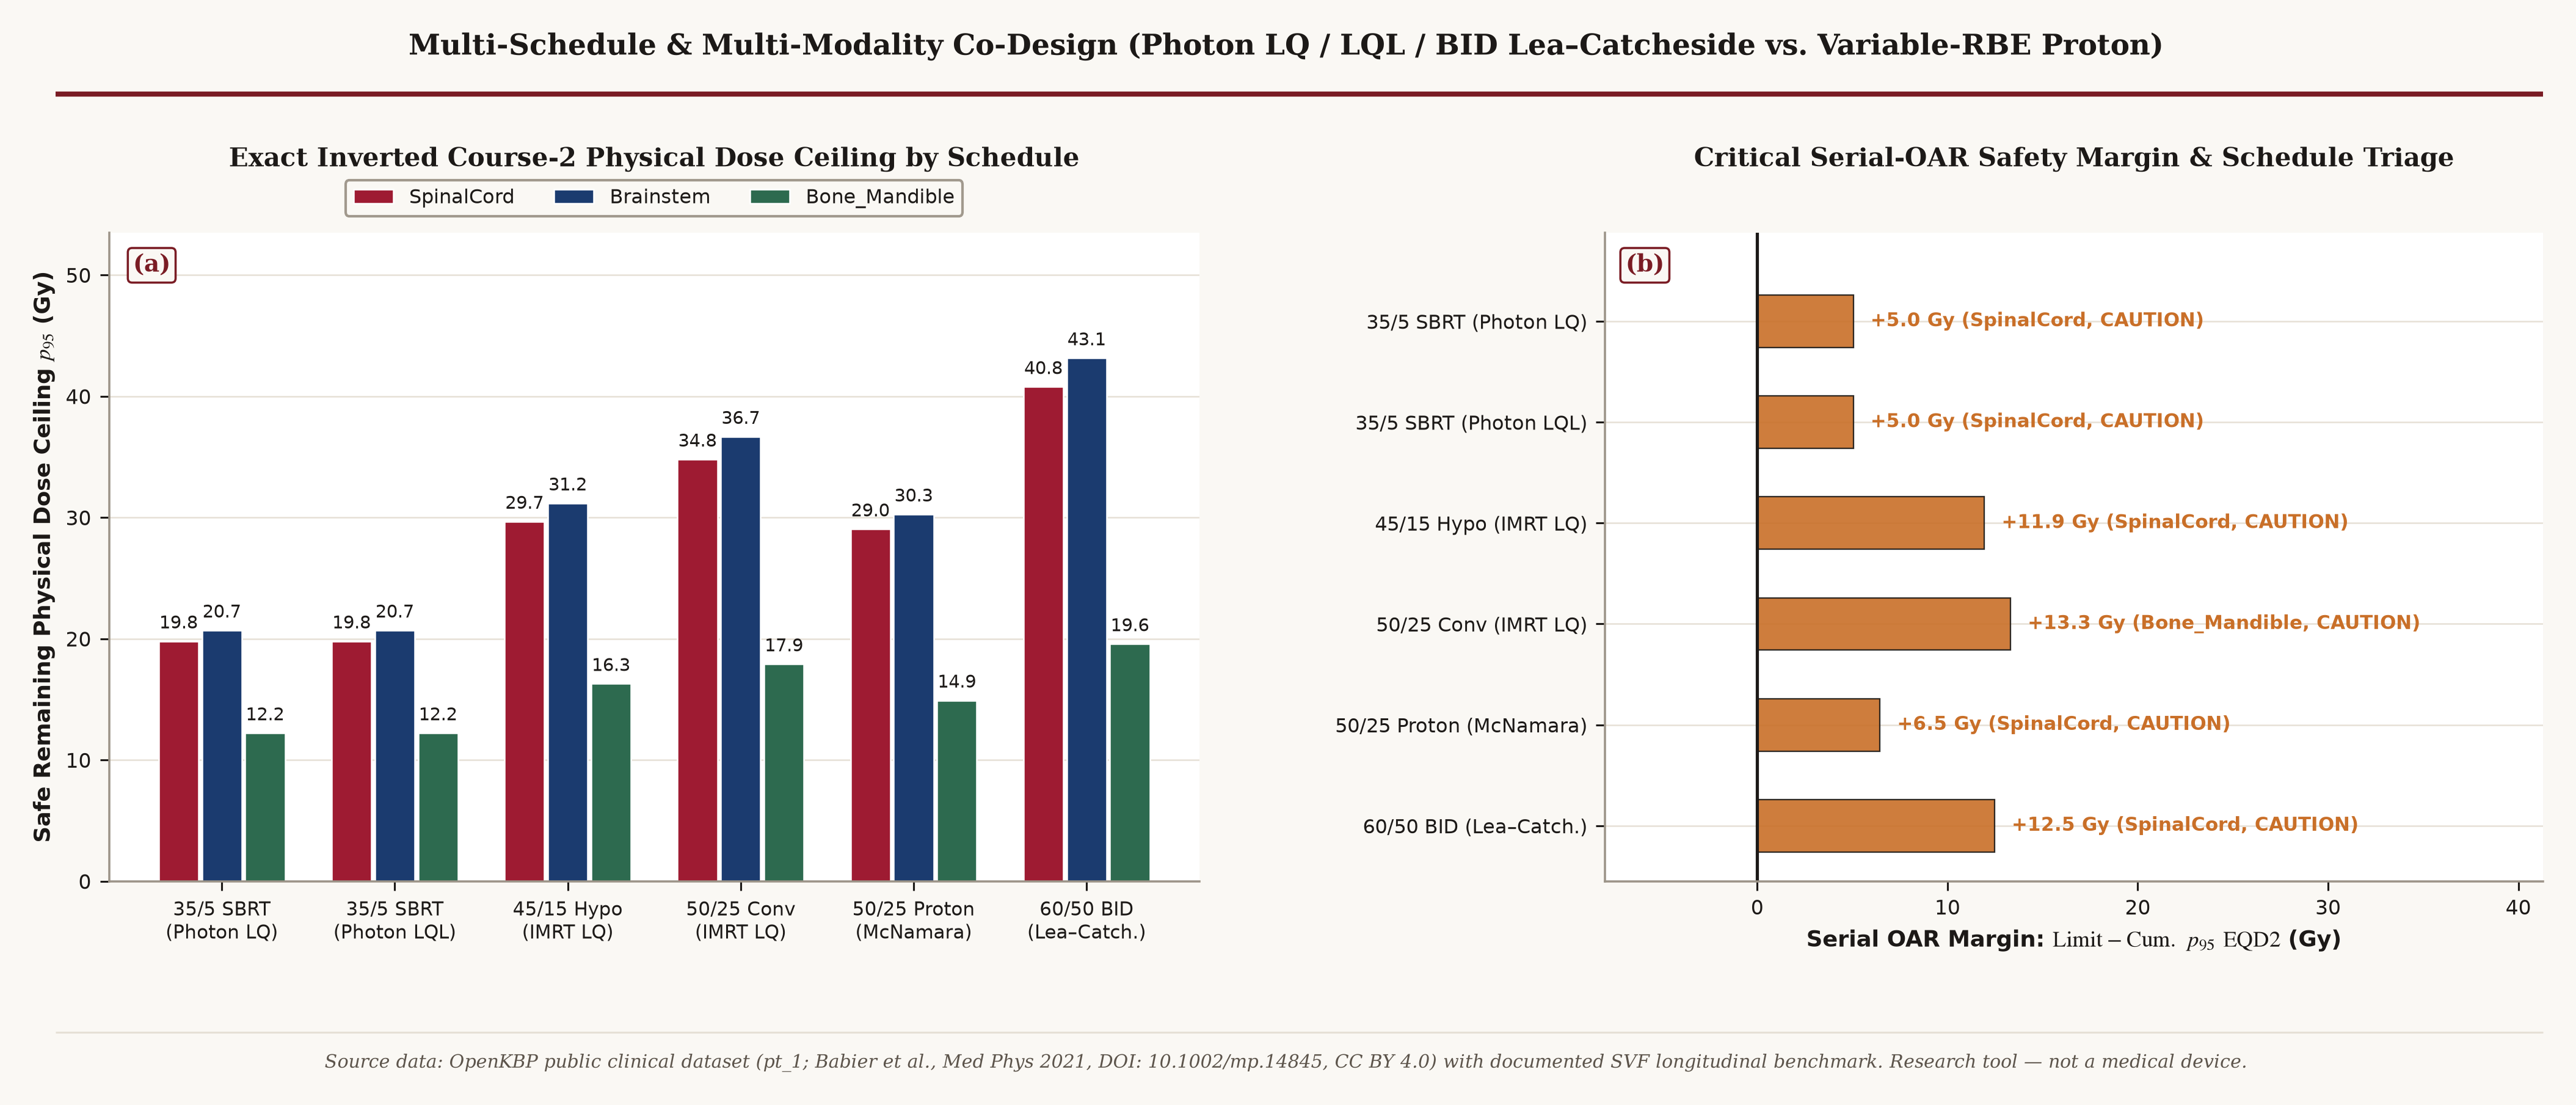 Multi-Schedule & Multi-Modality Co-Design (Photon LQ / LQL / BID Lea–Catcheside vs. Variable-RBE Proton)
Exact Inverted Course-2 Physical Dose Ceiling by Schedule
SpinalCord
Brainstem
Bone_Mandible
(a)
Safe Remaining Physical Dose Ceiling p95 (Gy)
50
40
30
20
10
0
19.8
20.7
12.2
19.8
20.7
12.2
29.7
31.2
16.3
34.8
36.7
17.9
29.0
30.3
14.9
40.8
43.1
19.6
35/5 SBRT
(Photon LQ)
35/5 SBRT
(Photon LQL)
45/15 Hypo
(IMRT LQ)
50/25 Conv
(IMRT LQ)
50/25 Proton
(McNamara)
60/50 BID
(Lea–Catch.)
Critical Serial-OAR Safety Margin & Schedule Triage
(b)
35/5 SBRT (Photon LQ)
+5.0 Gy (SpinalCord, CAUTION)
35/5 SBRT (Photon LQL)
+5.0 Gy (SpinalCord, CAUTION)
45/15 Hypo (IMRT LQ)
+11.9 Gy (SpinalCord, CAUTION)
50/25 Conv (IMRT LQ)
+13.3 Gy (Bone_Mandible, CAUTION)
50/25 Proton (McNamara)
+6.5 Gy (SpinalCord, CAUTION)
60/50 BID (Lea–Catch.)
+12.5 Gy (SpinalCord, CAUTION)
0
10
20
30
40
Serial OAR Margin: Limit − Cum. p95 EQD2 (Gy)
Source data: OpenKBP public clinical dataset (pt_1; Babier et al., Med Phys 2021, DOI: 10.1002/mp.14845, CC BY 4.0) with documented SVF longitudinal benchmark. Research tool — not a medical device.